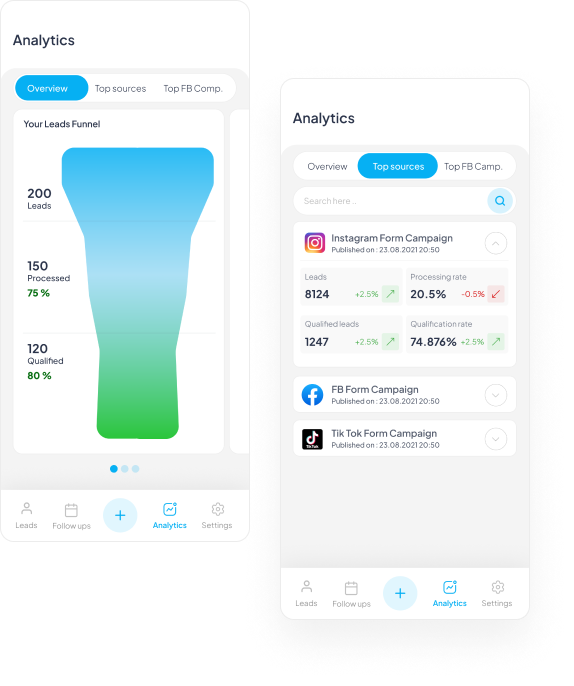 Analytics
Overview
Top sources
Top FB Comp.
Your Leads Funnel
200
Leads
150
Processed
75 %
120
Qualified
80 %
Leads
Follow ups
Analytics
Settings
Analytics
Overview
Top sources
Top FB Comp.
Search here ..
Instagram Form Campaign
Published on : 23.08.2021 20:50
Leads
8124
+2.5%
Processing rate
20.5%
-0.5%
Qualified leads
1247
+2.5%
Qualification rate
74.876%
+2.5%
FB Form Campaign
Published on : 23.08.2021 20:50
Tik Tok
Tik Tok Form Campaign
Published on : 23.08.2021 20:50
Leads
Follow ups
Analytics
Settings